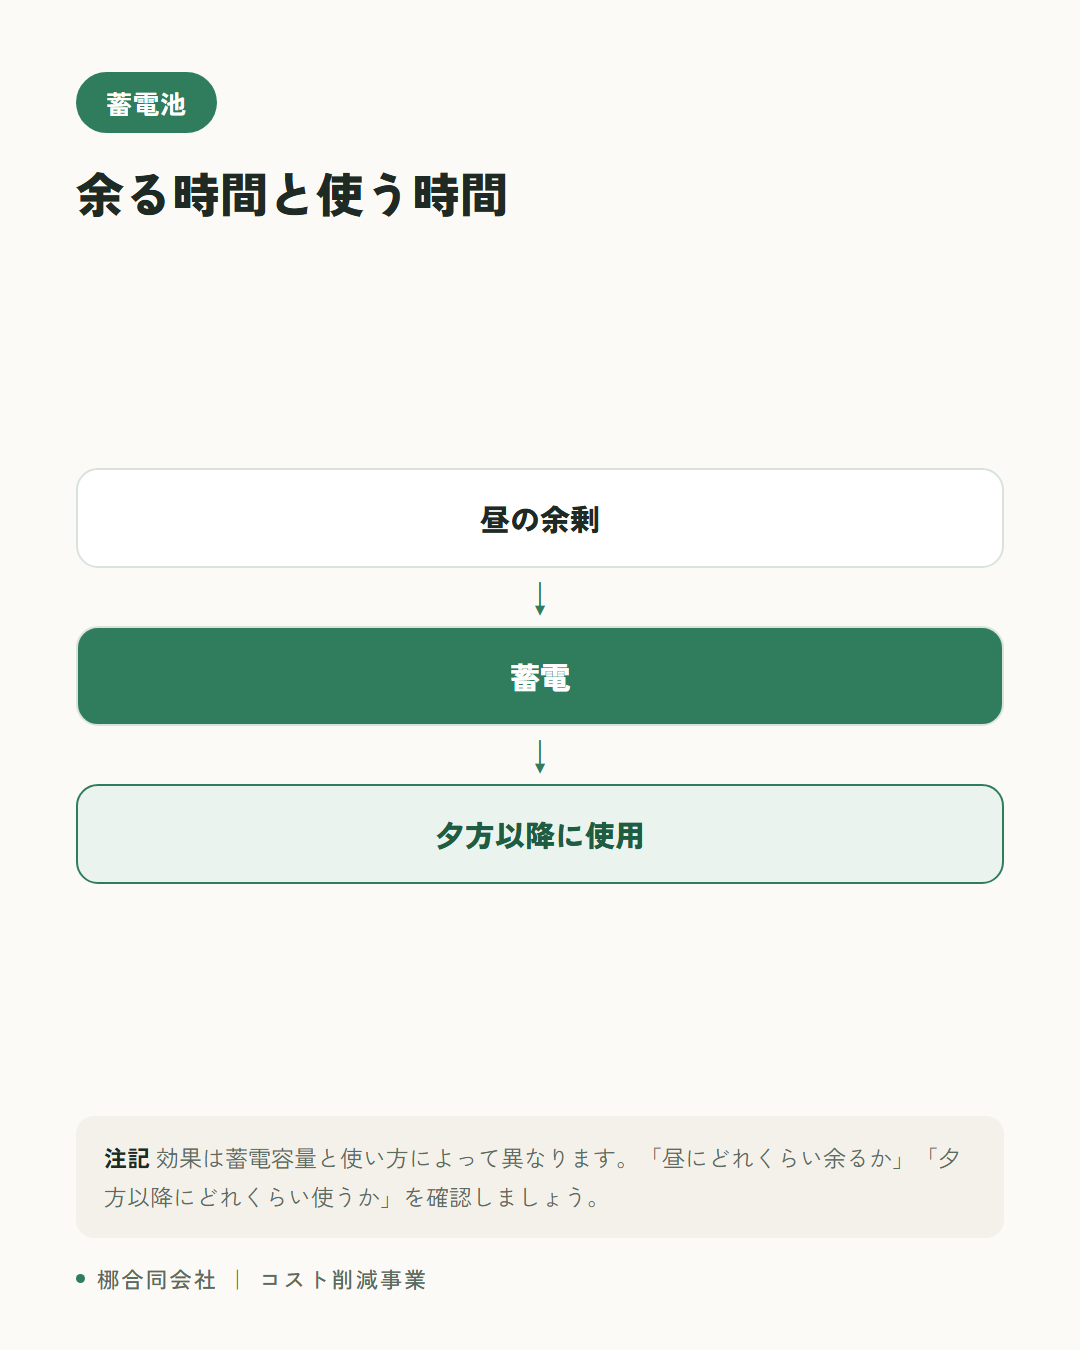 蓄電池
余る時間と使う時間
昼の余剰
蓄電
夕方以降に使用
注記 効果は蓄電容量と使い方によって異なります。「昼にどれくらい余るか」「夕
方以降にどれくらい使うか」を確認しましょう。
梛合同会社 ｜ コスト削減事業